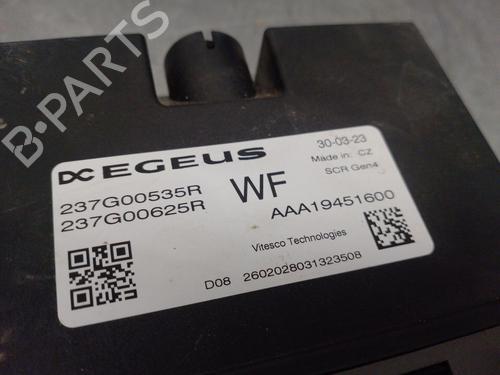 B-PARTS
EGEUS
30-03-23
Made in: CZ
SCR Gen4
237G00535R
237G00625R
WF
AAA19451600
Vitesco Technologies
D08 2602028031323508